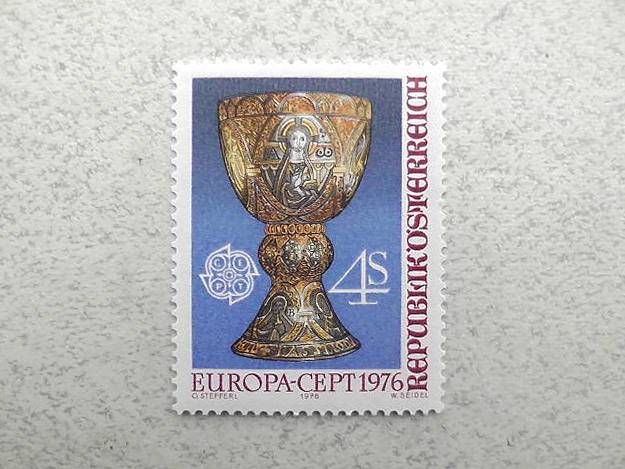 C E
P T
4S
REPUBLIK ÖSTERREICH
EUROPA-CEPT 1976
O. STEFFERL 1976 W. SEIDEL